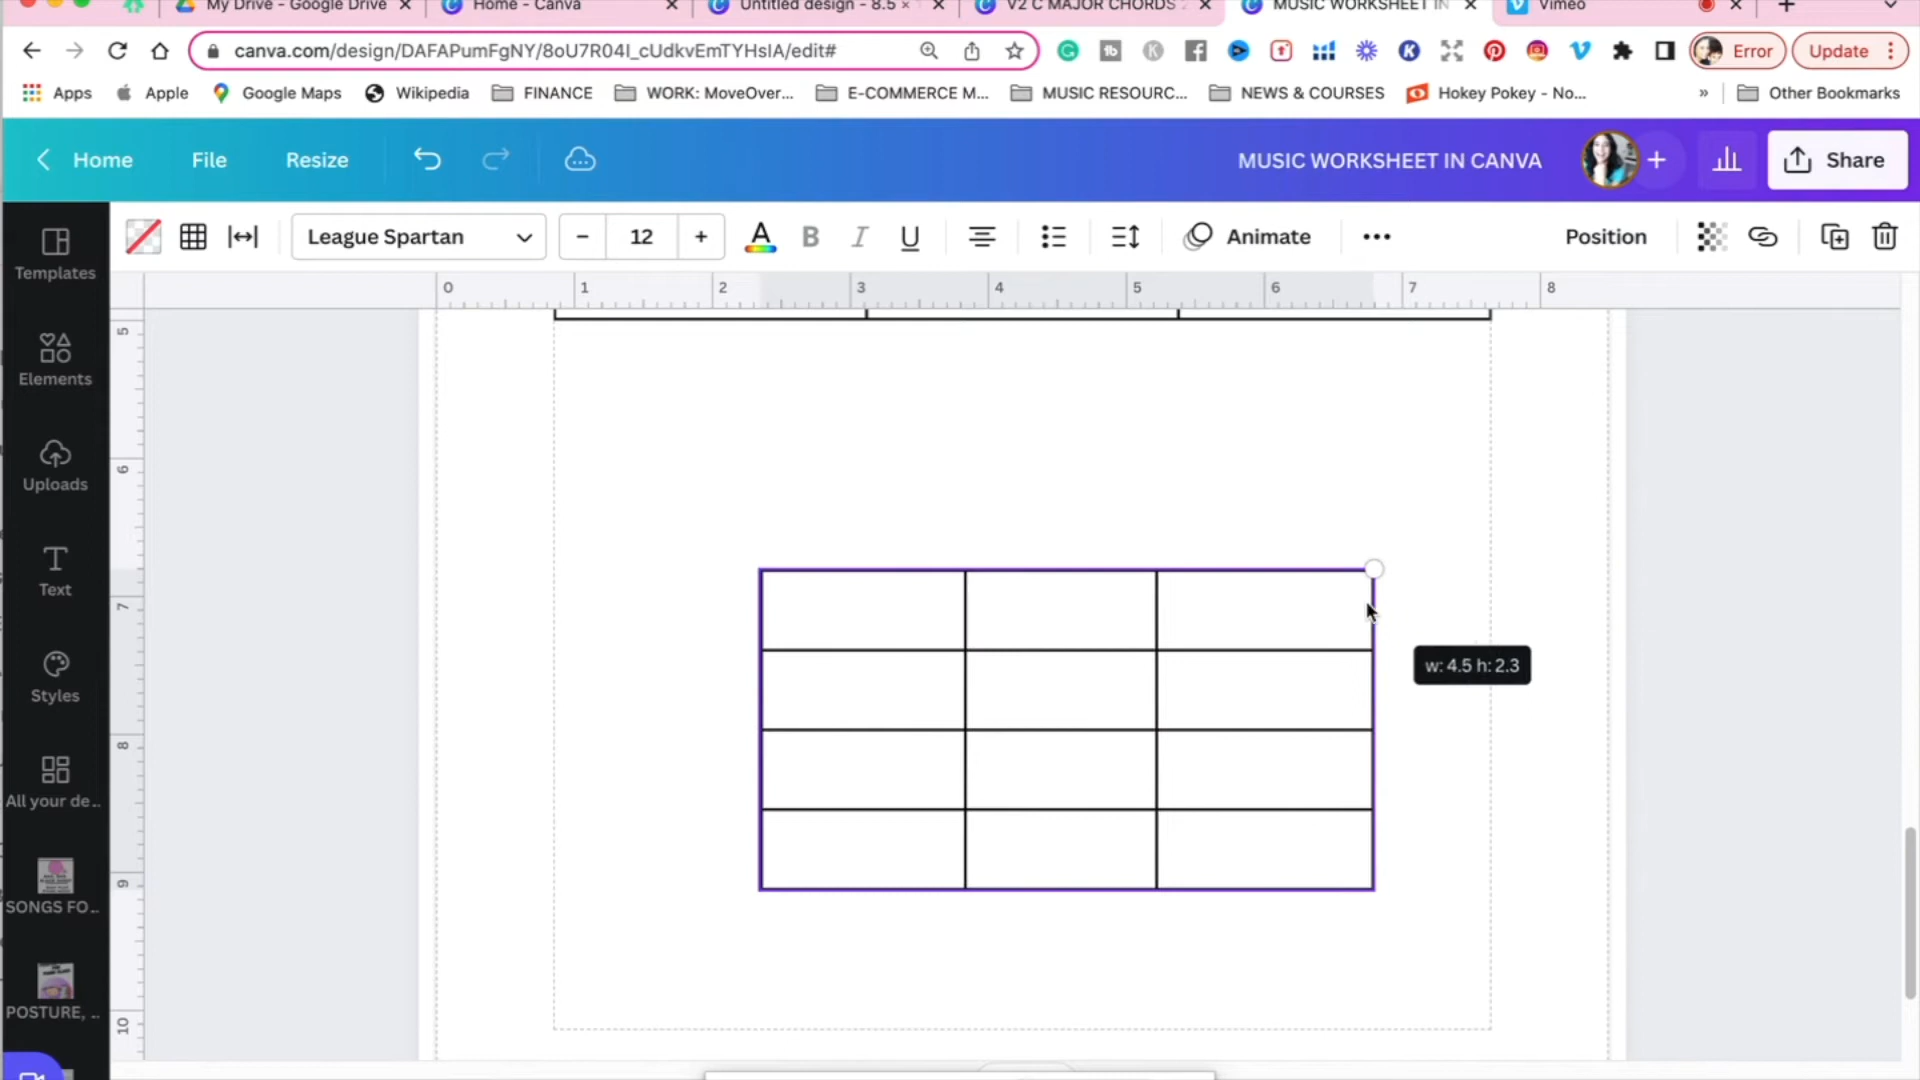 My Drive - Google Drive
Home - Canva
Untitled design - 8.5 ×
V2 C MAJOR CHORDS
MUSIC WORKSHEET IN
Vimeo
canva.com/design/DAFAPumFgNY/8oU7R04I_cUdkvEmTYHsIA/edit#
Error
Update
Apps
Apple
Google Maps
Wikipedia
FINANCE
WORK: MoveOver...
E-COMMERCE M...
MUSIC RESOURC...
NEWS & COURSES
Hokey Pokey - No...
»
Other Bookmarks
Home
File
Resize
MUSIC WORKSHEET IN CANVA
Share
League Spartan
– 12 +
A B I U
Animate
Position
0 1 2 3 4 5 6 7 8
5
6
7
8
9
10
Templates
Elements
Uploads
Text
Styles
All your de...
SONGS FO...
POSTURE, ...
w: 4.5 h: 2.3